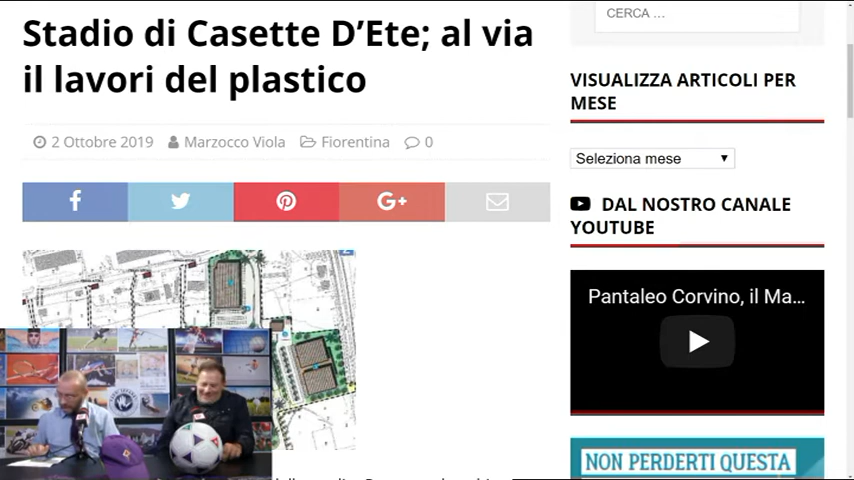 Stadio di Casette D'Ete; al via
il lavori del plastico
2 Ottobre 2019 Marzocco Viola Fiorentina 0
CERCA …
VISUALIZZA ARTICOLI PER
MESE
Seleziona mese
DAL NOSTRO CANALE
YOUTUBE
Pantaleo Corvino, il Ma...
NON PERDERTI QUESTA